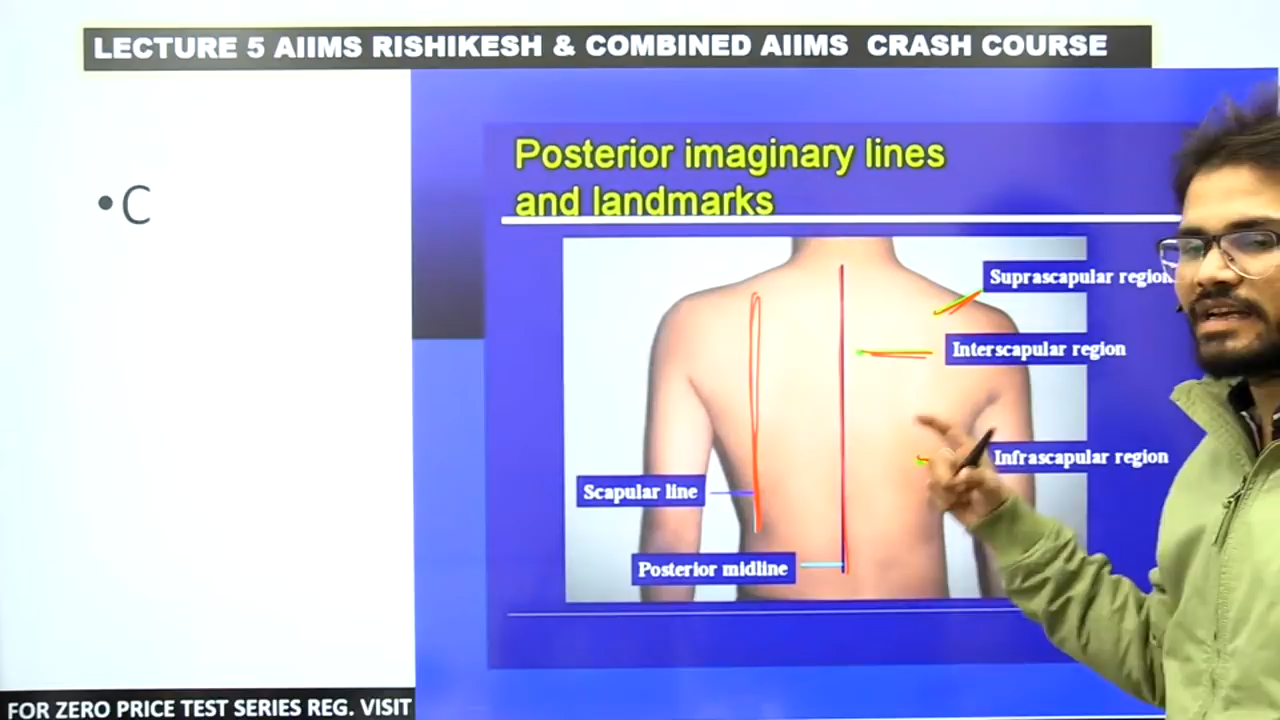 LECTURE 5 AIIMS RISHIKESH & COMBINED AIIMS CRASH COURSE
•C
Posterior imaginary lines
and landmarks
Suprascapular region
Interscapular region
Infrascapular region
Scapular line
Posterior midline
FOR ZERO PRICE TEST SERIES REG. VISIT